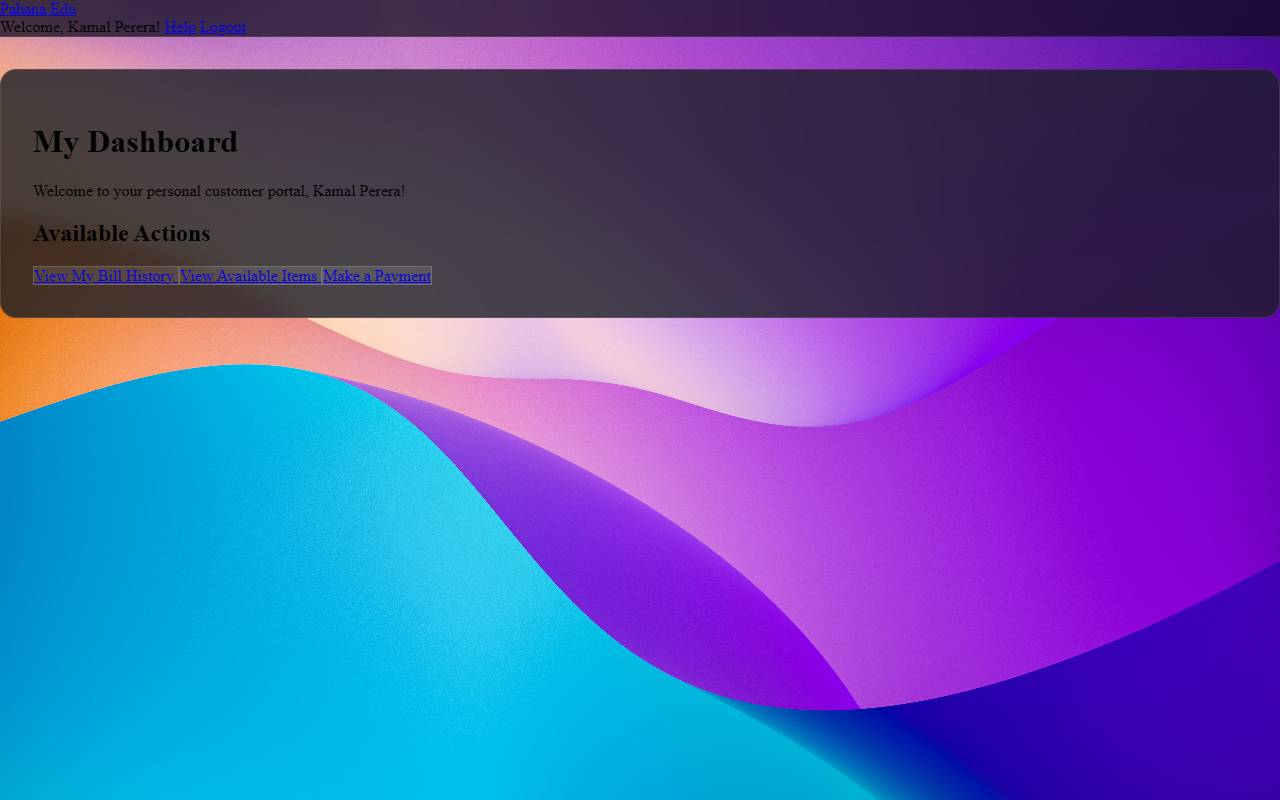 Pahana Edu
Welcome, Kamal Perera! Help Logout
My Dashboard
Welcome to your personal customer portal, Kamal Perera!
Available Actions
View My Bill History View Available Items Make a Payment